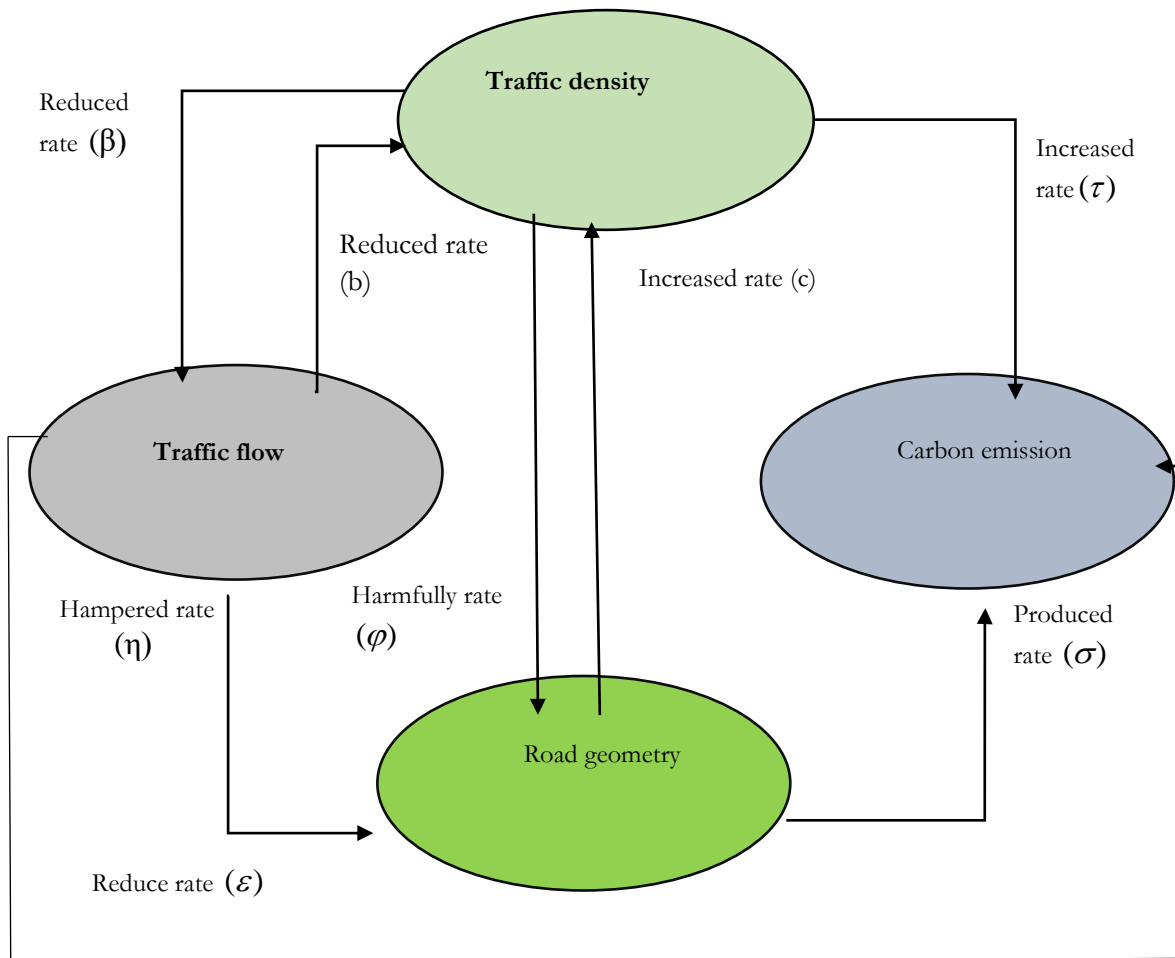 Traffic density
Reduced
rate (β)
Increased
rate (τ)
Reduced rate
(b)
Increased rate (c)
Traffic flow
Carbon emission
Hampered rate
(η)
Harmfully rate
(φ)
Produced
rate (σ)
Road geometry
Reduce rate (ε)